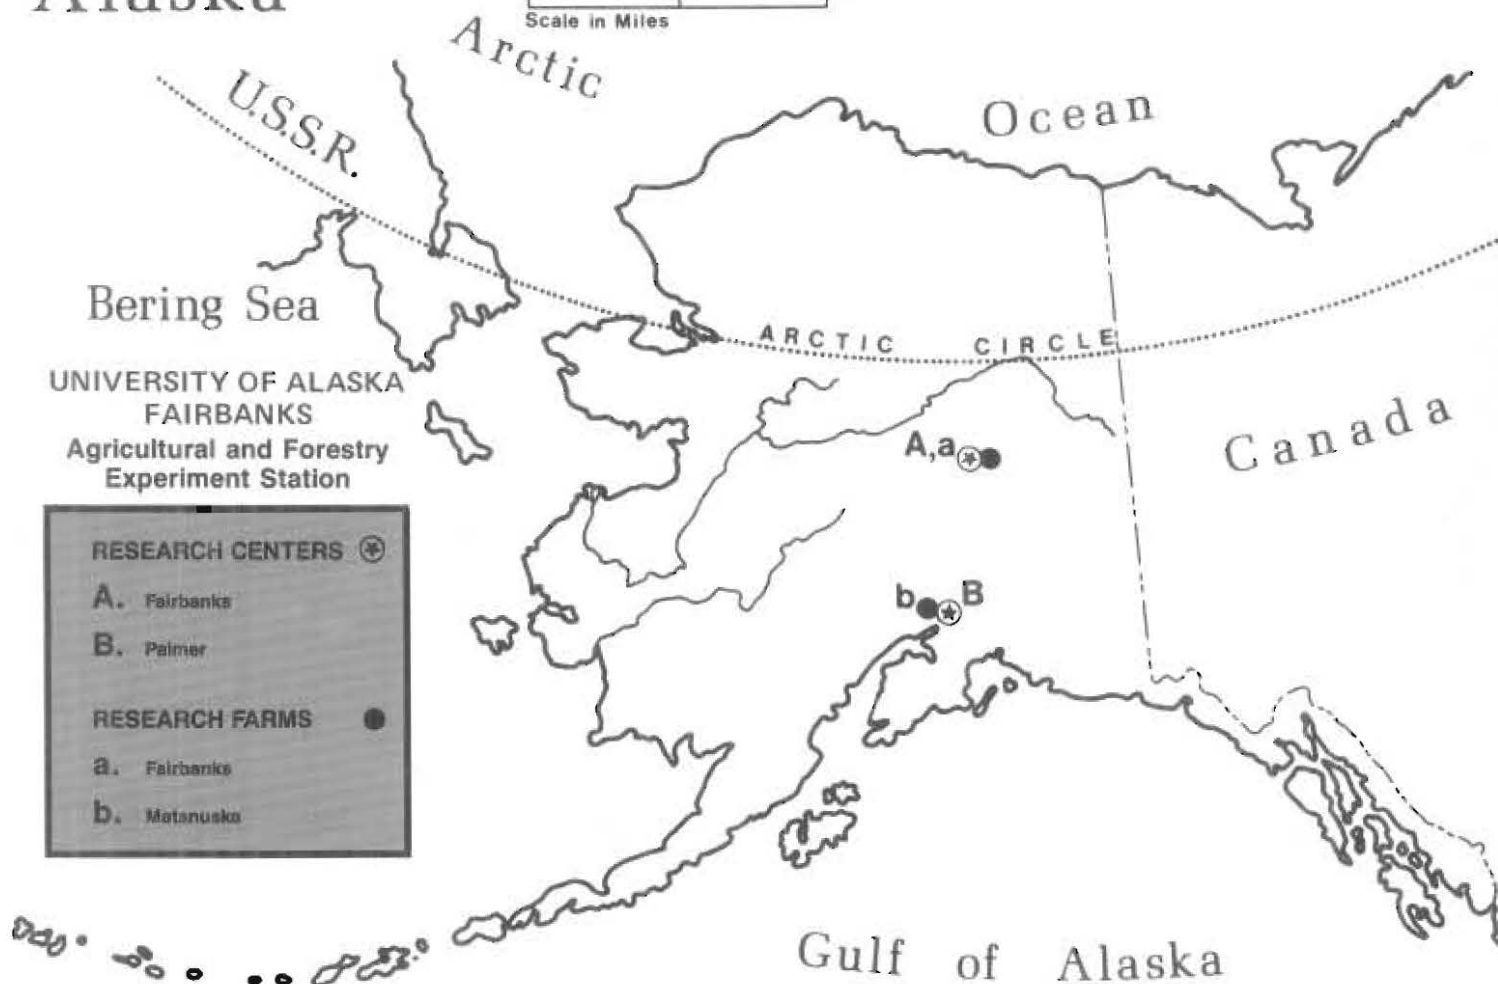 Alaska
Scale in Miles
Arctic
Ocean
U.S.S.R.
Bering Sea
ARCTIC CIRCLE
UNIVERSITY OF ALASKA
FAIRBANKS
Agricultural and Forestry
Experiment Station
Canada
A,a
RESEARCH CENTERS
A. Fairbanks
B. Palmer
b B
RESEARCH FARMS
a. Fairbanks
b. Matanuska
Gulf of Alaska